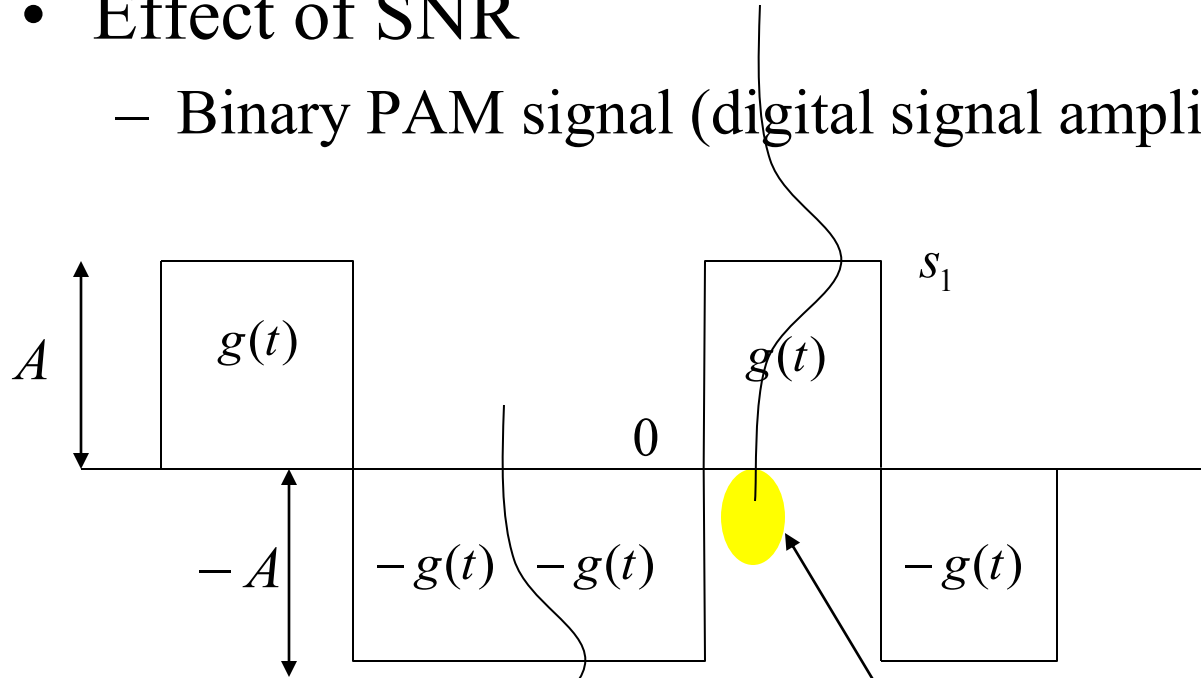 • Effect of SNR
– Binary PAM signal (digital signal ampli
s₁
g(t)
A
g(t)
0
– A
– g(t) – g(t)
– g(t)